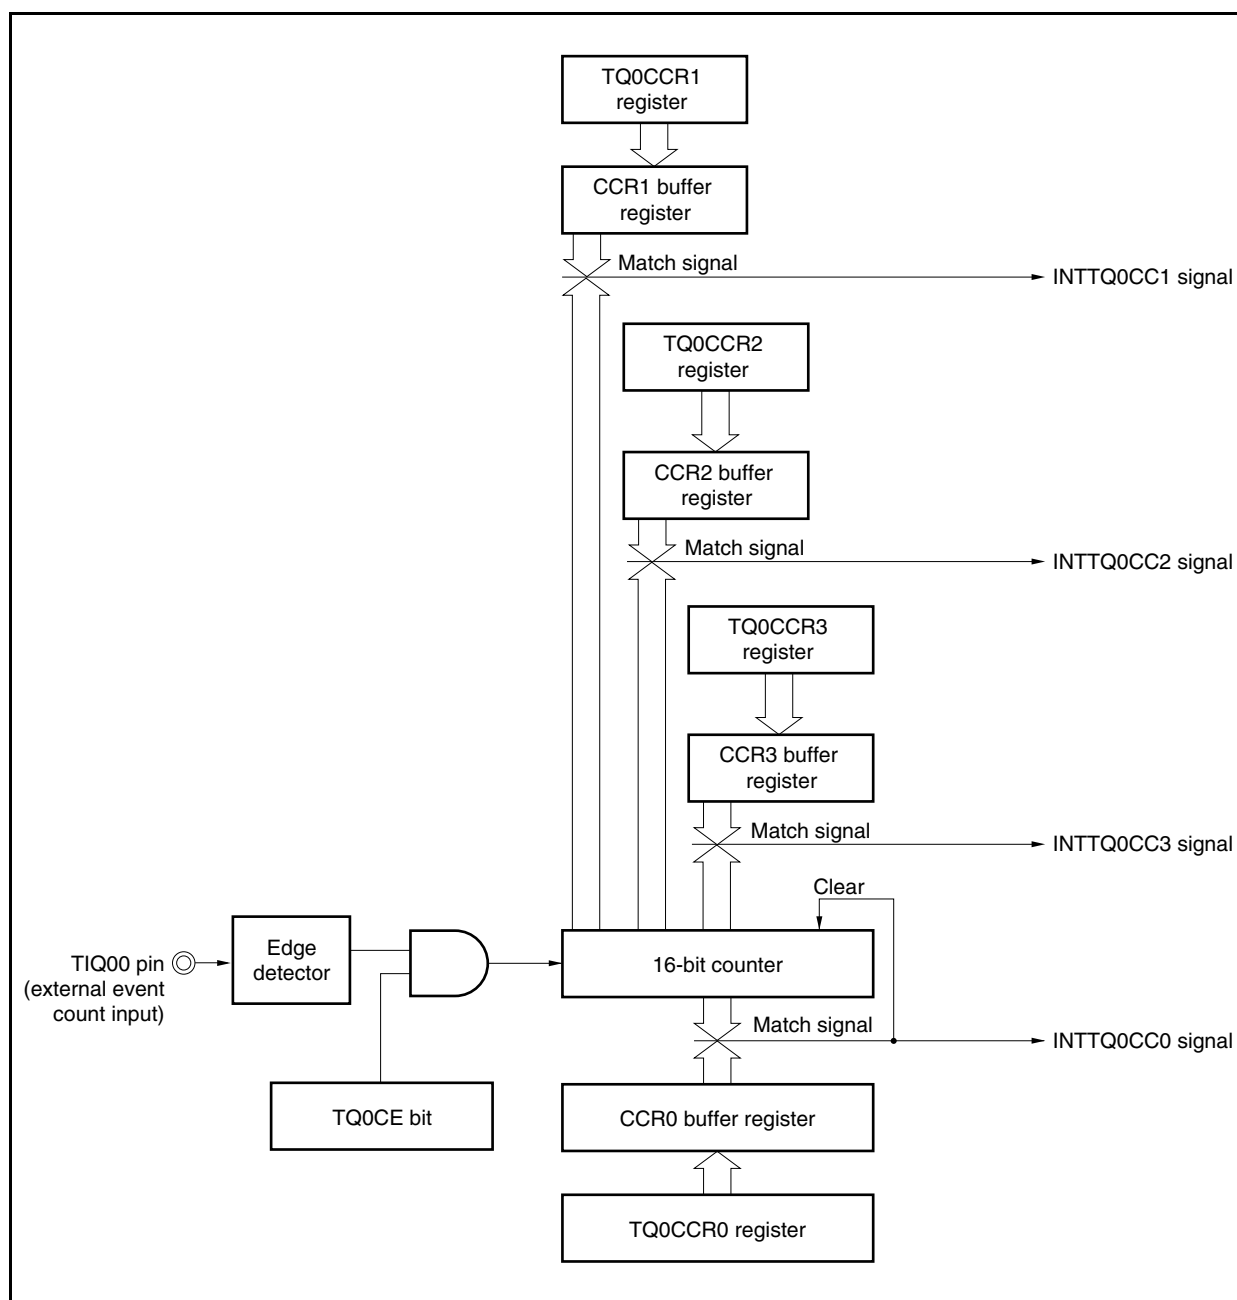 TQ0CCR1
register
CCR1 buffer
register
Match signal
INTTQ0CC1 signal
TQ0CCR2
register
CCR2 buffer
register
Match signal
INTTQ0CC2 signal
TQ0CCR3
register
CCR3 buffer
register
Match signal
INTTQ0CC3 signal
Clear
TIQ00 pin
(external event
count input)
Edge
detector
16-bit counter
Match signal
INTTQ0CC0 signal
TQ0CE bit
CCR0 buffer register
TQ0CCR0 register